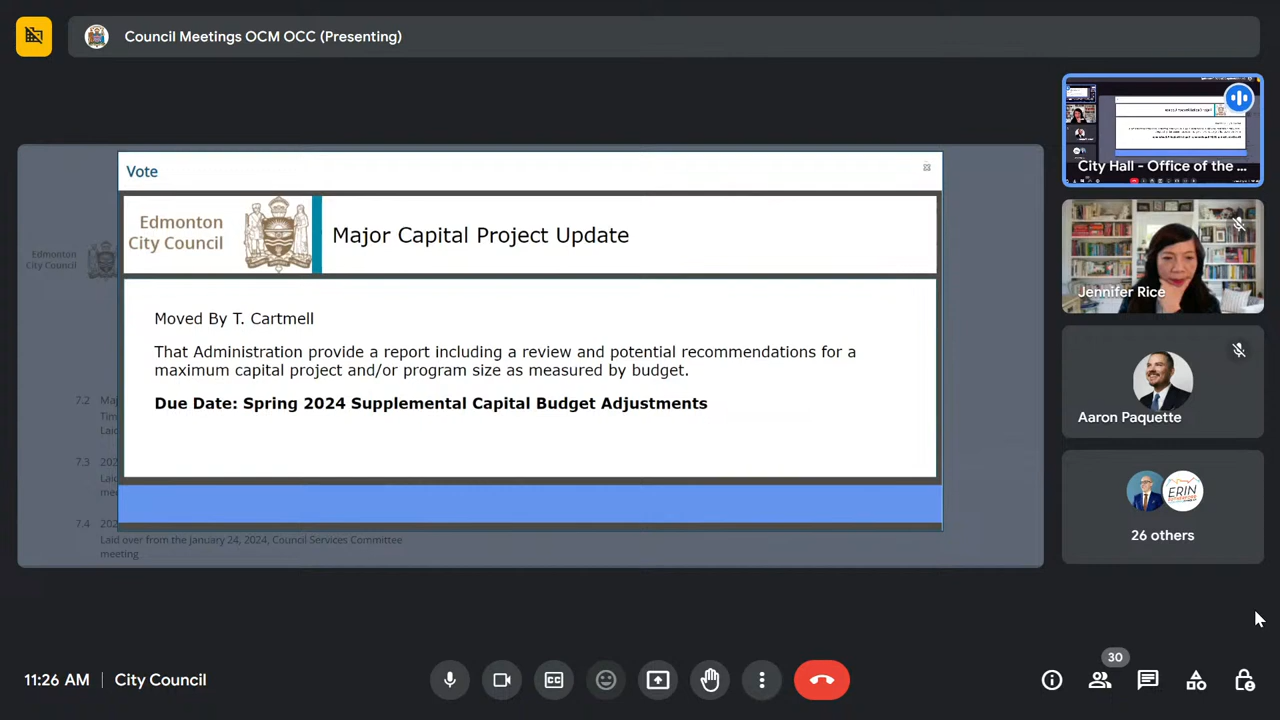 Council Meetings OCM OCC (Presenting)
City Hall - Office of the ...
Vote
Edmonton
City Council
Major Capital Project Update
Moved By T. Cartmell
That Administration provide a report including a review and potential recommendations for a
maximum capital project and/or program size as measured by budget.
Due Date: Spring 2024 Supplemental Capital Budget Adjustments
Edmonton
City Council
7.2
7.3
7.4
Laid over from the January 24, 2024, Council Services Committee
meeting
Jennifer Rice
Aaron Paquette
ERIN
26 others
11:26 AM | City Council
CC
30